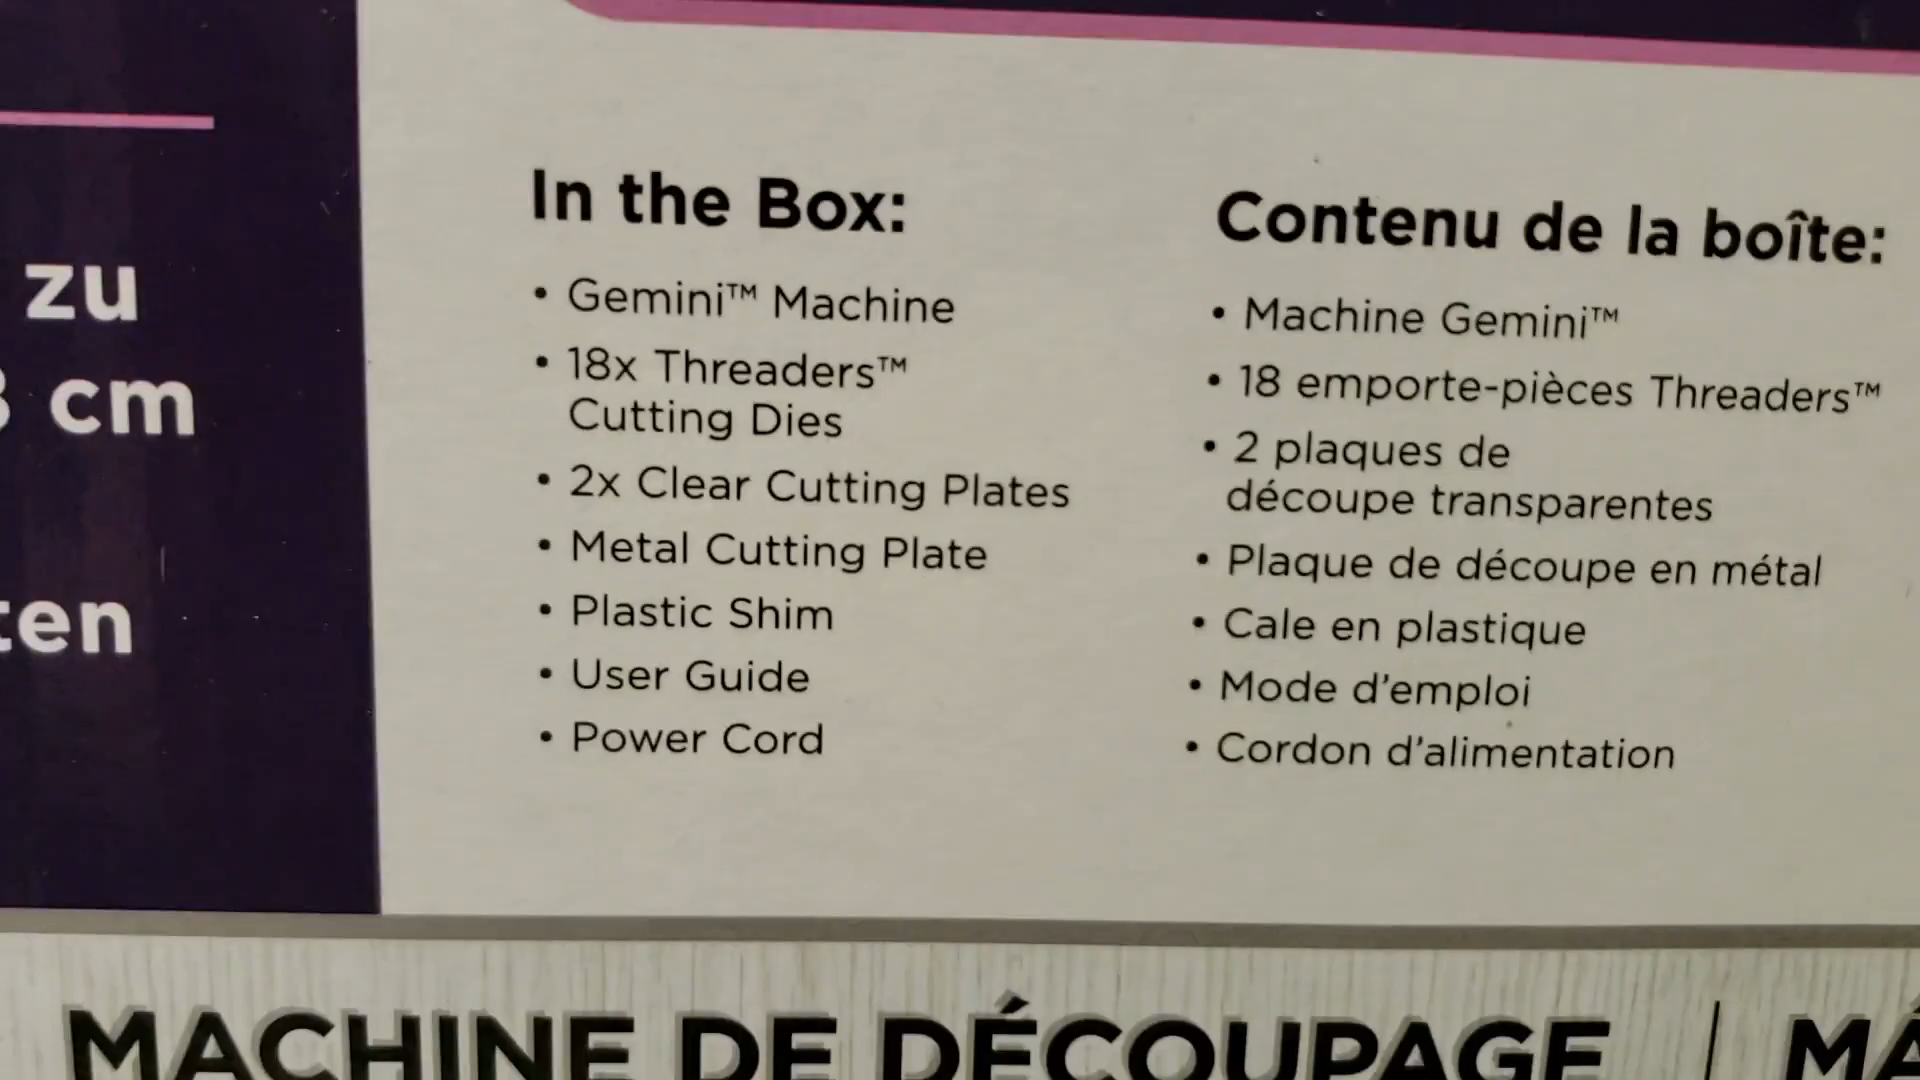 zu
cm
ten
In the Box:
• Gemini™ Machine
• 18x Threaders™
Cutting Dies
• 2x Clear Cutting Plates
• Metal Cutting Plate
• Plastic Shim
• User Guide
• Power Cord
Contenu de la boîte:
• Machine Gemini™
• 18 emporte-pièces Threaders™
• 2 plaques de
découpe transparentes
• Plaque de découpe en métal
• Cale en plastique
• Mode d’emploi
• Cordon d’alimentation
MACHINE DE DÉCOUPAGE | MÁ